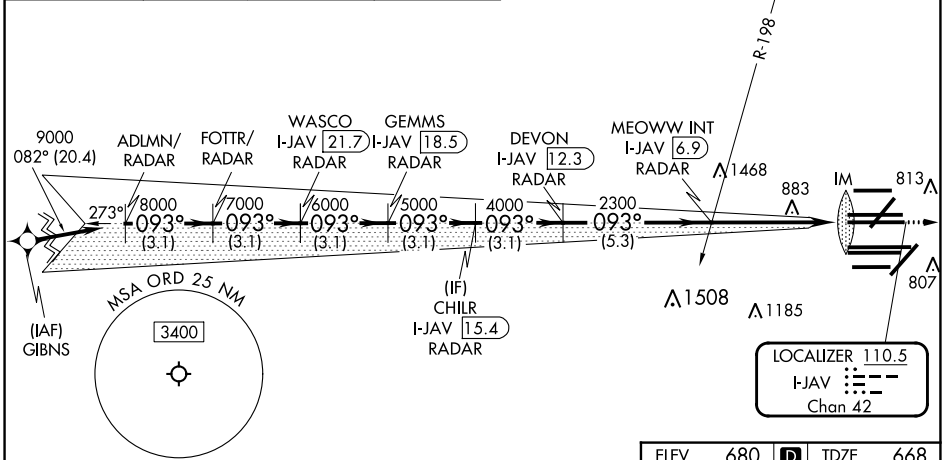 R-198
9000
082° (20.4)
ADLMN/
RADAR
FOTTR/
RADAR
WASCO
I-JAV 21.7
RADAR
GEMMS
I-JAV 18.5
RADAR
DEVON
I-JAV 12.3
RADAR
MEOWW INT
I-JAV 6.9
RADAR
1468
883
IM
813
273°
8000
093°
(3.1)
7000
093°
(3.1)
6000
093°
(3.1)
5000
093°
(3.1)
4000
093°
(3.1)
2300
093°
(5.3)
807
1508
1185
(IAF)
GIBNS
MSA ORD 25 NM
3400
(IF)
CHILR
I-JAV 15.4
RADAR
LOCALIZER 110.5
I-JAV
Chan 42
ELEV 680 D TDZE 668